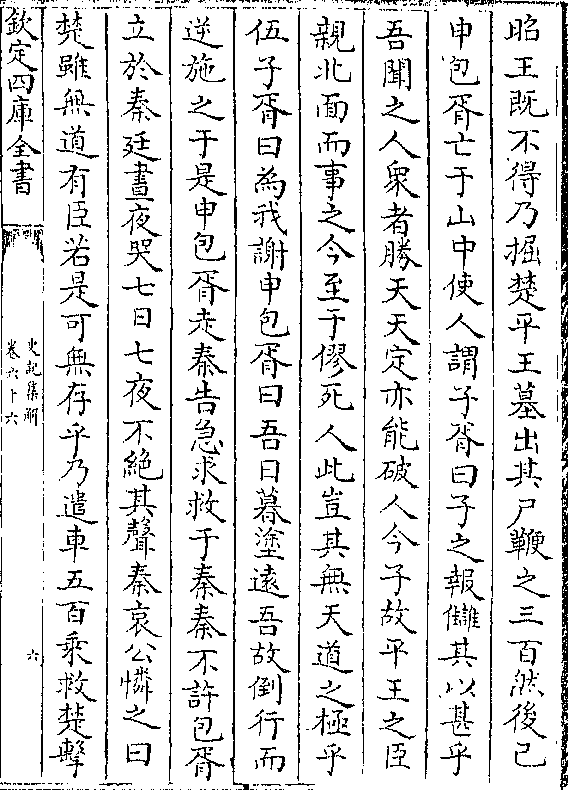 昭王既不得乃掘楚平王墓出其尸鞭之三百然後已
申包胥亡于山中使人謂子胥曰子之報讎其以甚乎
吾聞之人衆者勝天天定亦能破人今子故平王之臣
親北面而事之今至于僇死人此豈其無天道之極乎
伍子胥曰為我謝申包胥曰吾日暮塗遠吾故倒行而
逆施之于是申包胥走秦告急求救于秦秦不許包胥
立於秦廷晝夜哭七日七夜不絶其聲秦哀公憐之曰
楚雖無道有臣若是可無存乎乃遣車五百乘救楚擊
欽定四庫全書
史記集解
卷六十六
六